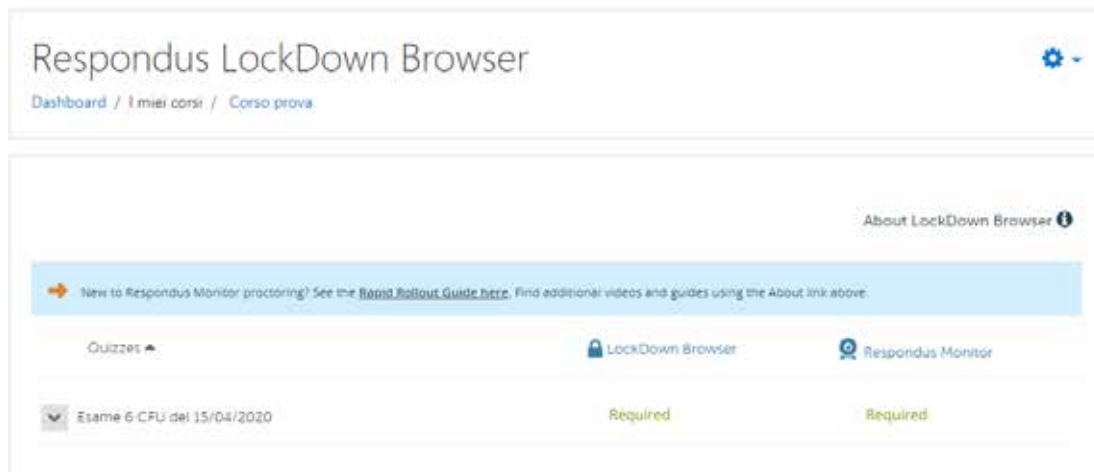 Respondus LockDown Browser
Dashboard / I miei corsi / Corso prova
About LockDown Browser
New to Respondus Monitor proctoring? See the Rapid Rollout Guide here. Find additional videos and guides using the About link above.
Quizzes LockDown Browser Respondus Monitor
Esame 6 CFU del 15/04/2020 Required Required